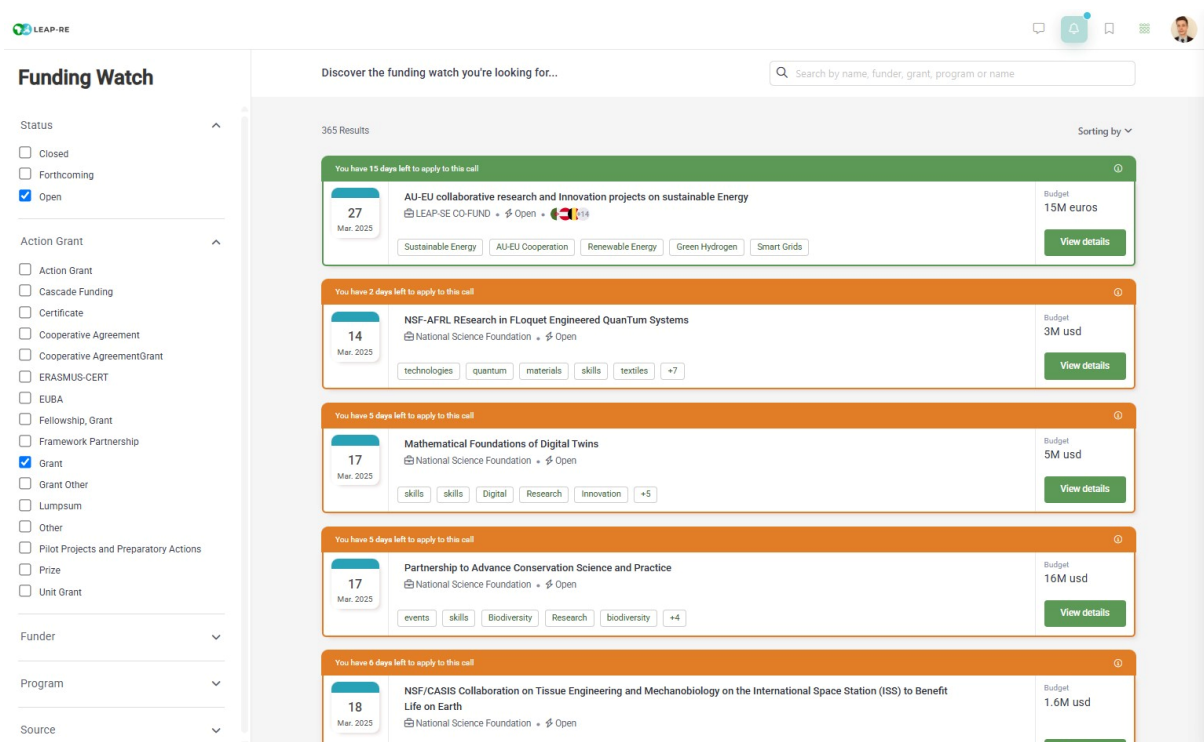 LEAP-RE
Funding Watch
Discover the funding watch you're looking for...
Search by name, funder, grant, program or name
Status
Closed
Forthcoming
Open
Action Grant
Action Grant
Cascade Funding
Certificate
Cooperative Agreement
Cooperative AgreementGrant
ERASMUS-CERT
EUBA
Fellowship, Grant
Framework Partnership
Grant
Grant Other
Lumpsum
Other
Pilot Projects and Preparatory Actions
Prize
Unit Grant
Funder
Program
Source
365 Results
Sorting by
You have 15 days left to apply to this call
27
Mar. 2025
AU-EU collaborative research and Innovation projects on sustainable Energy
LEAP-SE CO-FUND • Open • +14
Sustainable Energy AU-EU Cooperation Renewable Energy Green Hydrogen Smart Grids
Budget
15M euros
View details
You have 2 days left to apply to this call
14
Mar. 2025
NSF-AFRL REsearch in FLoquet Engineered QuanTum Systems
National Science Foundation • Open
technologies quantum materials skills textiles +7
Budget
3M usd
View details
You have 5 days left to apply to this call
17
Mar. 2025
Mathematical Foundations of Digital Twins
National Science Foundation • Open
skills skills Digital Research Innovation +5
Budget
5M usd
View details
You have 5 days left to apply to this call
17
Mar. 2025
Partnership to Advance Conservation Science and Practice
National Science Foundation • Open
events skills Biodiversity Research biodiversity +4
Budget
16M usd
View details
You have 6 days left to apply to this call
18
Mar. 2025
NSF/CASIS Collaboration on Tissue Engineering and Mechanobiology on the International Space Station (ISS) to Benefit
Life on Earth
National Science Foundation • Open
Budget
1.6M usd